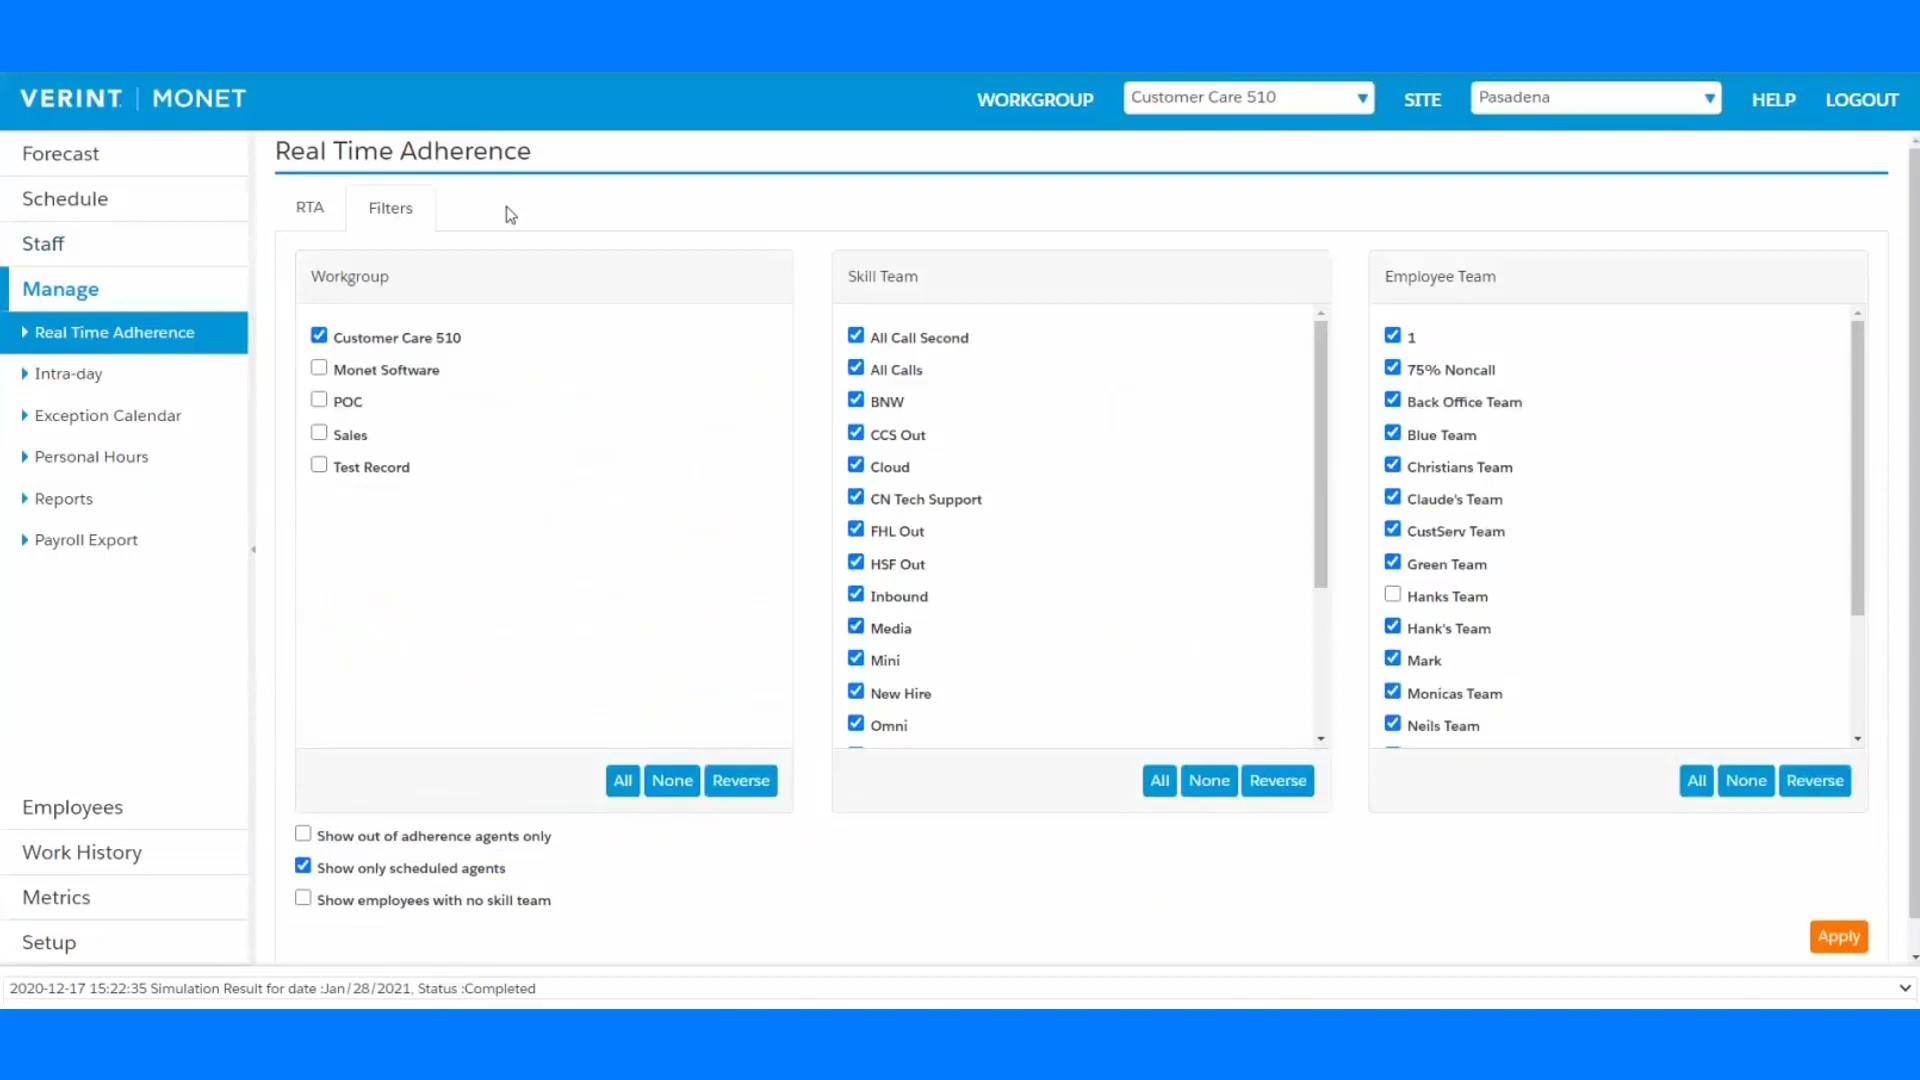 VERINT | MONET
WORKGROUP Customer Care 510 SITE Pasadena HELP LOGOUT
Forecast
Schedule
Staff
Manage
Real Time Adherence
Intra-day
Exception Calendar
Personal Hours
Reports
Payroll Export
Employees
Work History
Metrics
Setup
Real Time Adherence
RTA Filters
Workgroup
Customer Care 510
Monet Software
POC
Sales
Test Record
All None Reverse
Skill Team
All Call Second
All Calls
BNW
CCS Out
Cloud
CN Tech Support
FHL Out
HSF Out
Inbound
Media
Mini
New Hire
Omni
All None Reverse
Employee Team
1
75% Noncall
Back Office Team
Blue Team
Christians Team
Claude's Team
CustServ Team
Green Team
Hanks Team
Hank's Team
Mark
Monicas Team
Neils Team
All None Reverse
Show out of adherence agents only
Show only scheduled agents
Show employees with no skill team
Apply
2020-12-17 15:22:35 Simulation Result for date :Jan/28/2021, Status :Completed